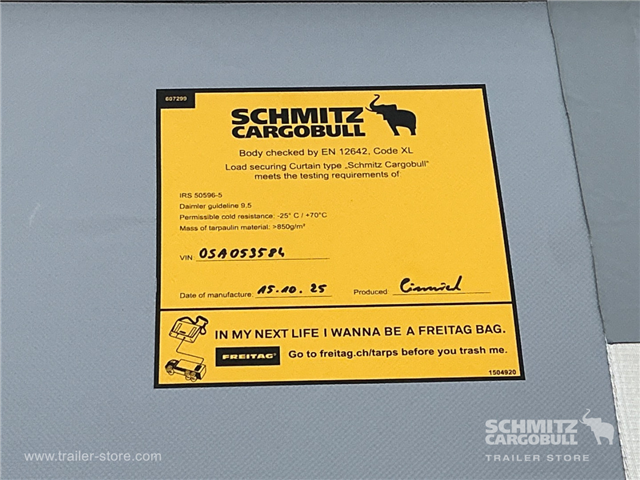 607299
SCHMITZ
CARGOBULL
Body checked by EN 12642, Code XL
Load securing Curtain type „Schmitz Cargobull"
meets the testing requirements of:
IRS 50596-5
Daimler guideline 9.5
Permissible cold resistance: -25° C / +70°C
Mass of tarpaulin material: >850g/m²
VIN: OSA053584
Date of manufacture: 15.10.25 Produced:
IN MY NEXT LIFE I WANNA BE A FREITAG BAG.
FREITAG® Go to freitag.ch/tarps before you trash me.
1504920
www.trailer-store.com
SCHMITZ
CARGOBULL
TRAILER STORE